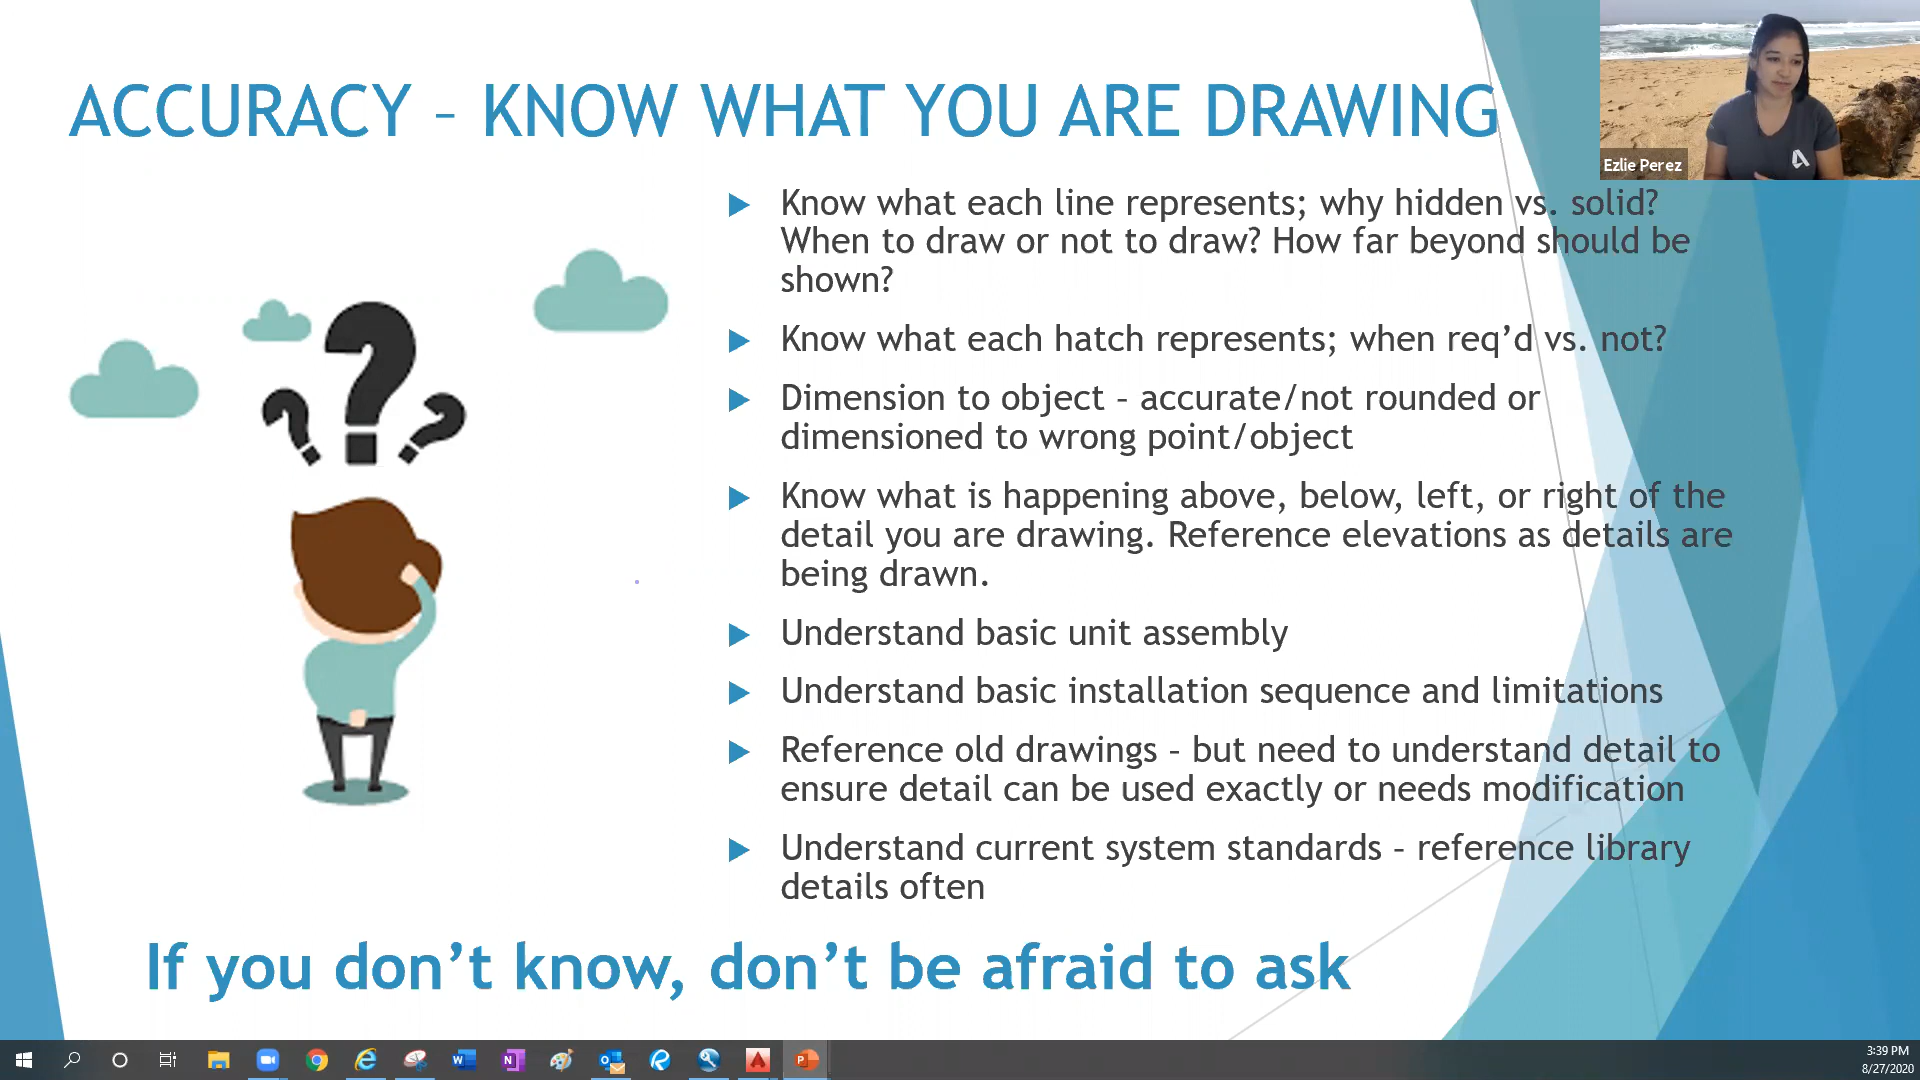 ACCURACY – KNOW WHAT YOU ARE DRAWING
Ezlie Perez
Know what each line represents; why hidden vs. solid?
When to draw or not to draw? How far beyond should be
shown?
Know what each hatch represents; when req’d vs. not?
Dimension to object – accurate/not rounded or
dimensioned to wrong point/object
Know what is happening above, below, left, or right of the
detail you are drawing. Reference elevations as details are
being drawn.
Understand basic unit assembly
Understand basic installation sequence and limitations
Reference old drawings – but need to understand detail to
ensure detail can be used exactly or needs modification
Understand current system standards – reference library
details often
If you don’t know, don’t be afraid to ask
3:39 PM
8/27/2020